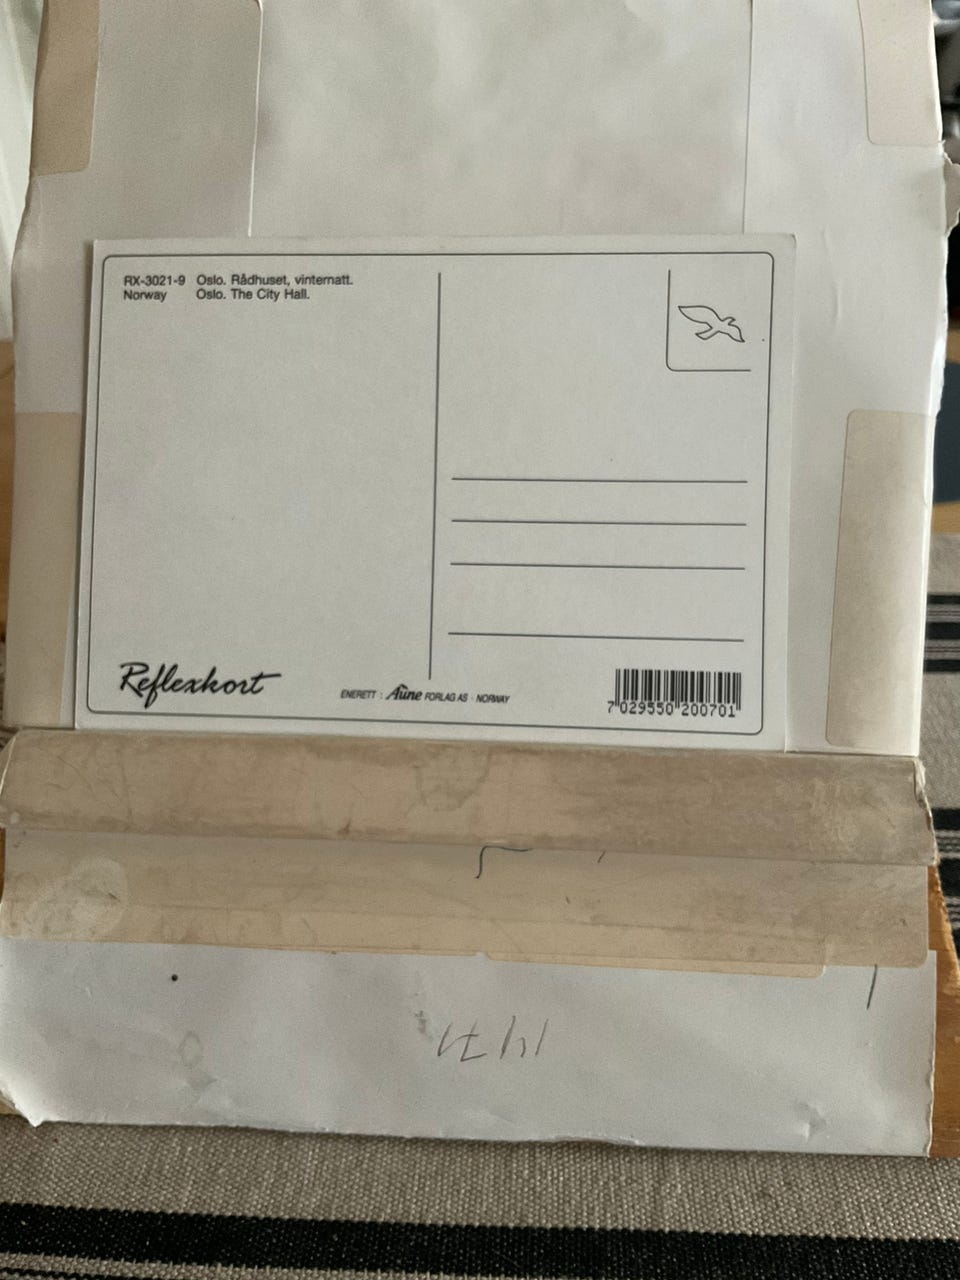 RX-3021-9 Oslo. Rådhuset, vinternatt.
Norway Oslo. The City Hall.
Reflexkort
ENERETT : Aune FORLAG AS · NORWAY
7 029550 200701